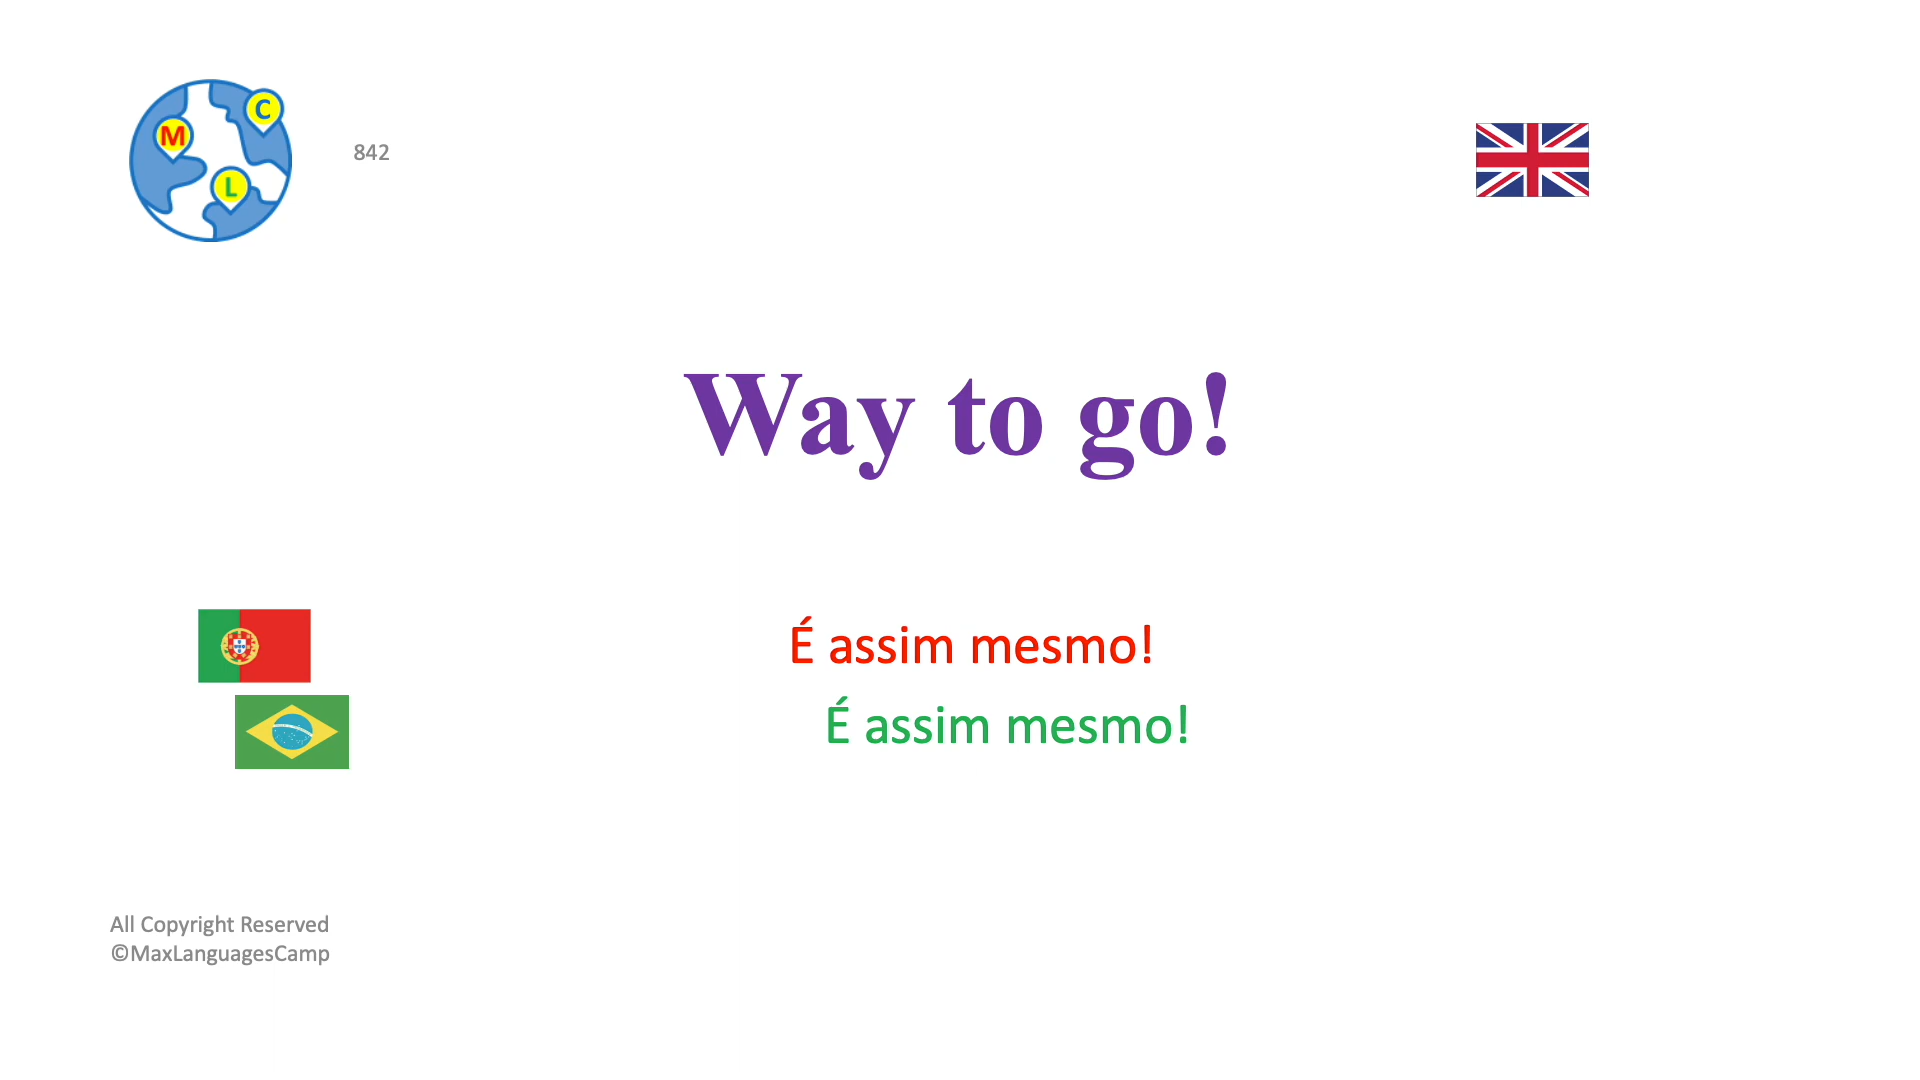 M
C
L
842
Way to go!
É assim mesmo!
É assim mesmo!
All Copyright Reserved
©MaxLanguagesCamp